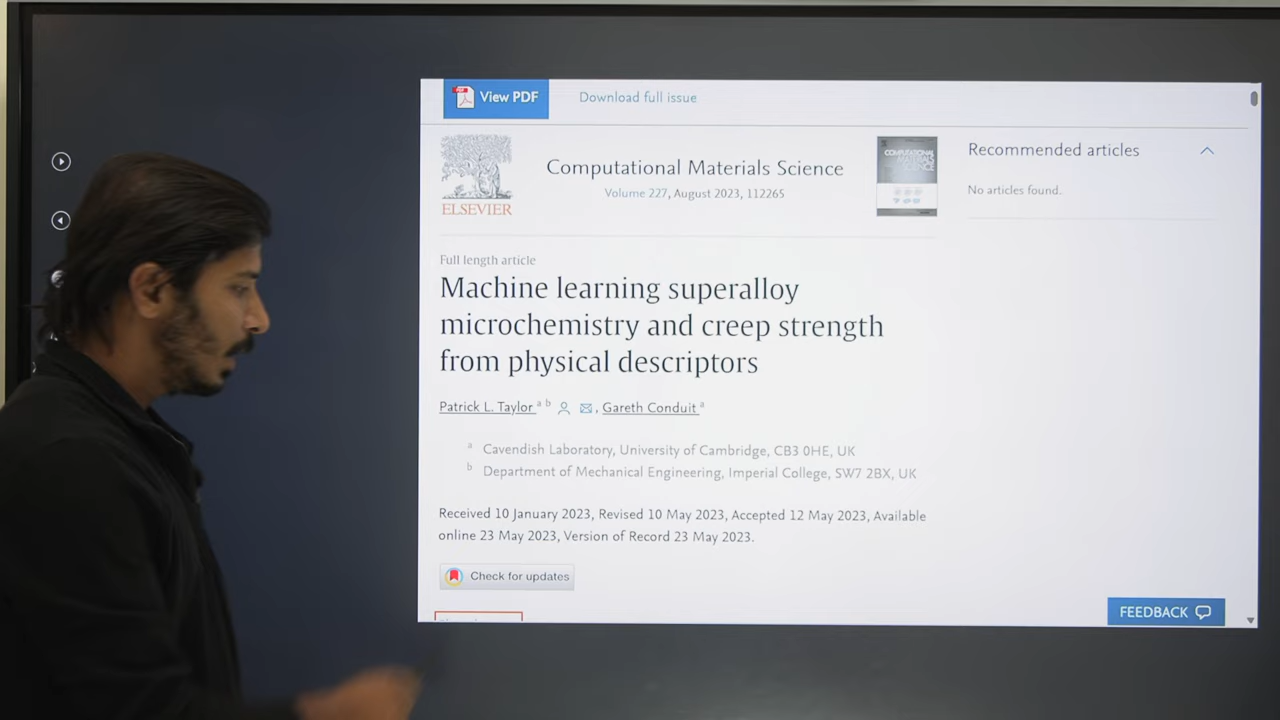 View PDF
Download full issue
ELSEVIER
Computational Materials Science
Volume 227, August 2023, 112265
COMPUTATIONAL MATERIALS SCIENCE
Recommended articles
No articles found.
Full length article
Machine learning superalloy
microchemistry and creep strength
from physical descriptors
Patrick L. Taylor a b, Gareth Conduit a
a Cavendish Laboratory, University of Cambridge, CB3 0HE, UK
b Department of Mechanical Engineering, Imperial College, SW7 2BX, UK
Received 10 January 2023, Revised 10 May 2023, Accepted 12 May 2023, Available
online 23 May 2023, Version of Record 23 May 2023.
Check for updates
FEEDBACK